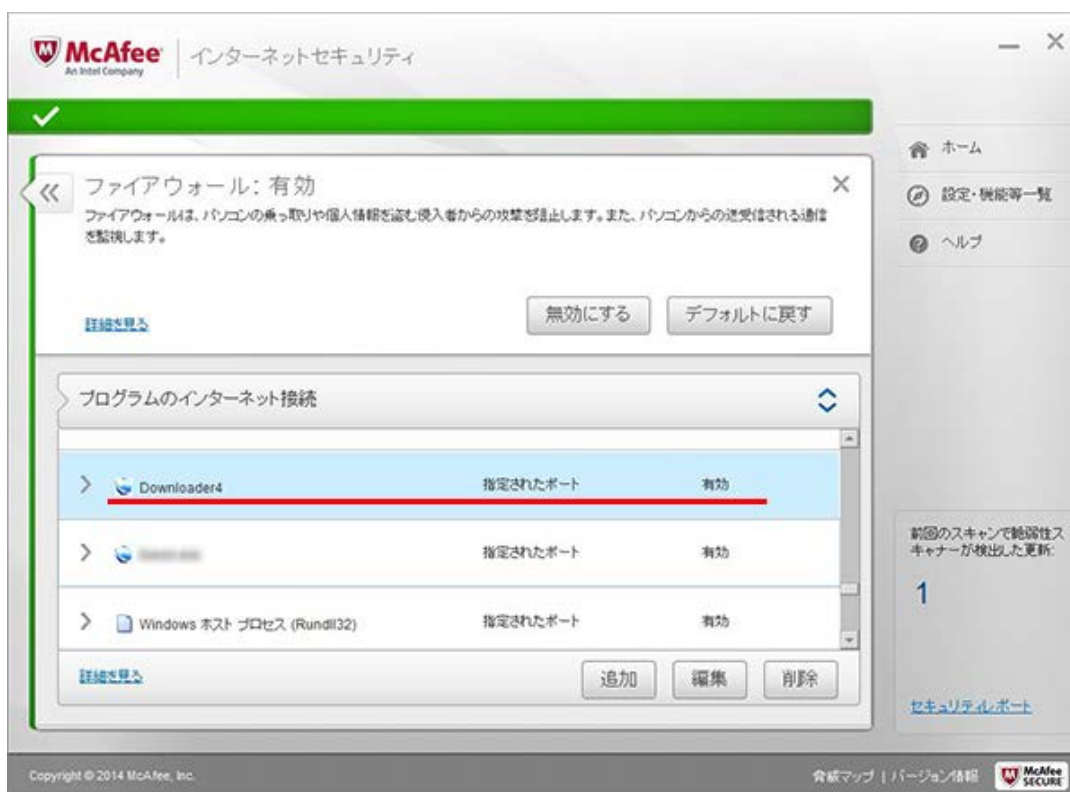 McAfee
An Intel Company
インターネットセキュリティ
ホーム
設定・機能等一覧
ヘルプ
ファイアウォール: 有効
ファイアウォールは、パソコンの乗っ取りや個人情報を盗む侵入者からの攻撃を阻止します。また、パソコンからの送受信される通信
を監視します。
詳細を見る
無効にする
デフォルトに戻す
プログラムのインターネット接続
Downloader4 指定されたポート 有効
指定されたポート 有効
Windows ホスト プロセス (Rundll32) 指定されたポート 有効
詳細を見る
追加
編集
削除
前回のスキャンで脆弱性ス
キャナーが検出した更新:
1
セキュリティレポート
Copyright © 2014 McAfee, Inc.
脅威マップ | バージョン情報
McAfee
SECURE